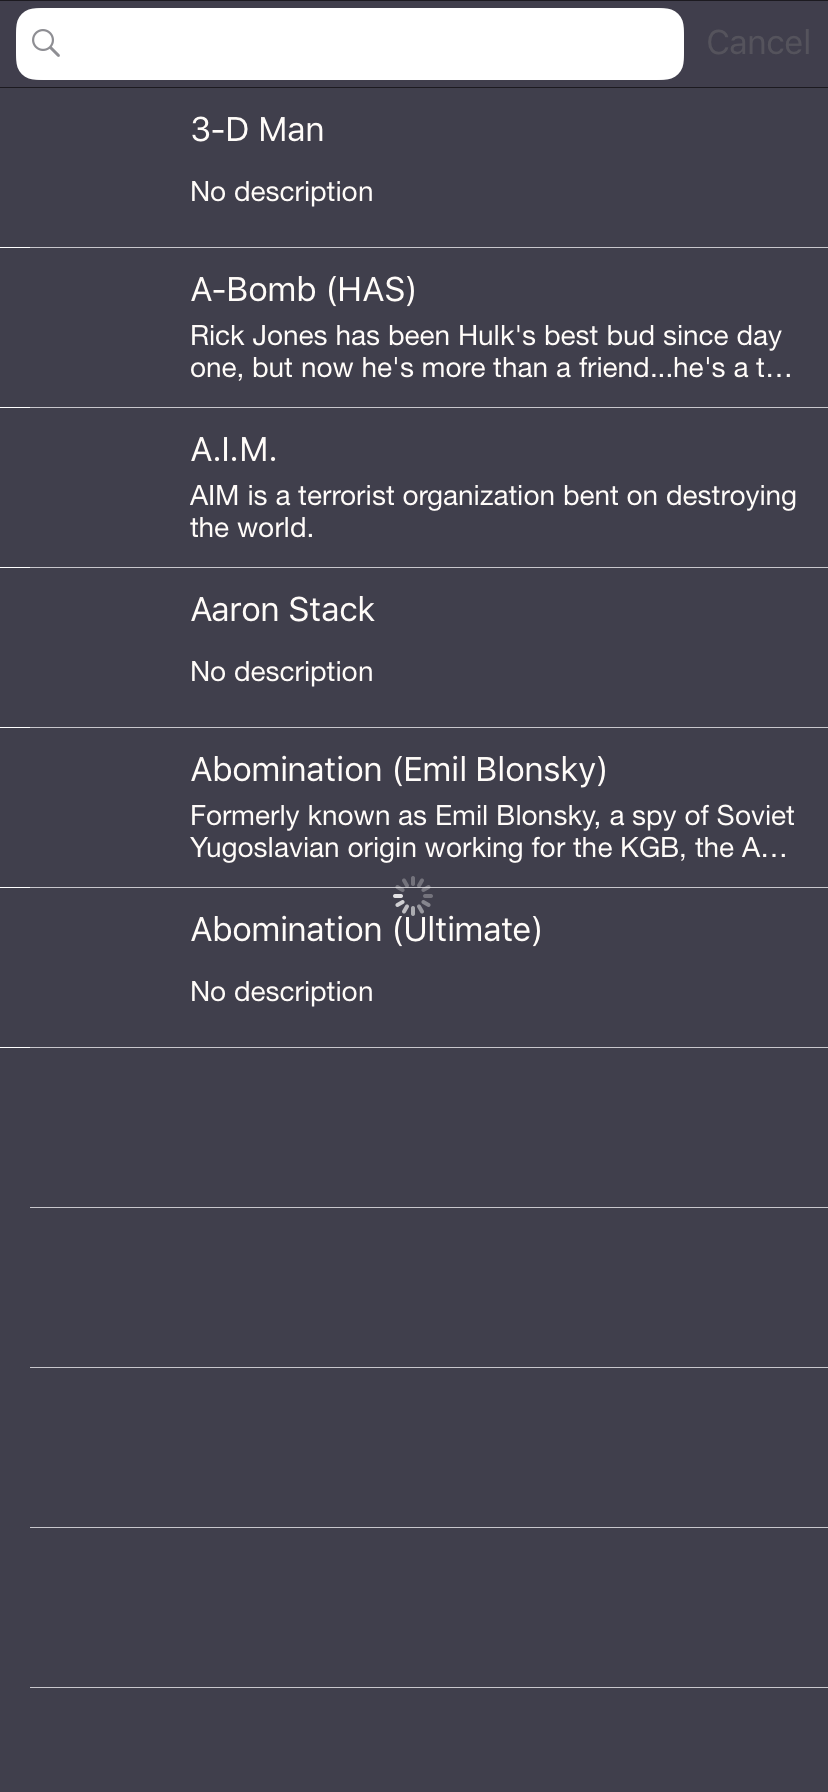 Cancel
3-D Man
No description
A-Bomb (HAS)
Rick Jones has been Hulk's best bud since day
one, but now he's more than a friend...he's a t...
A.I.M.
AIM is a terrorist organization bent on destroying
the world.
Aaron Stack
No description
Abomination (Emil Blonsky)
Formerly known as Emil Blonsky, a spy of Soviet
Yugoslavian origin working for the KGB, the A...
Abomination (Ultimate)
No description